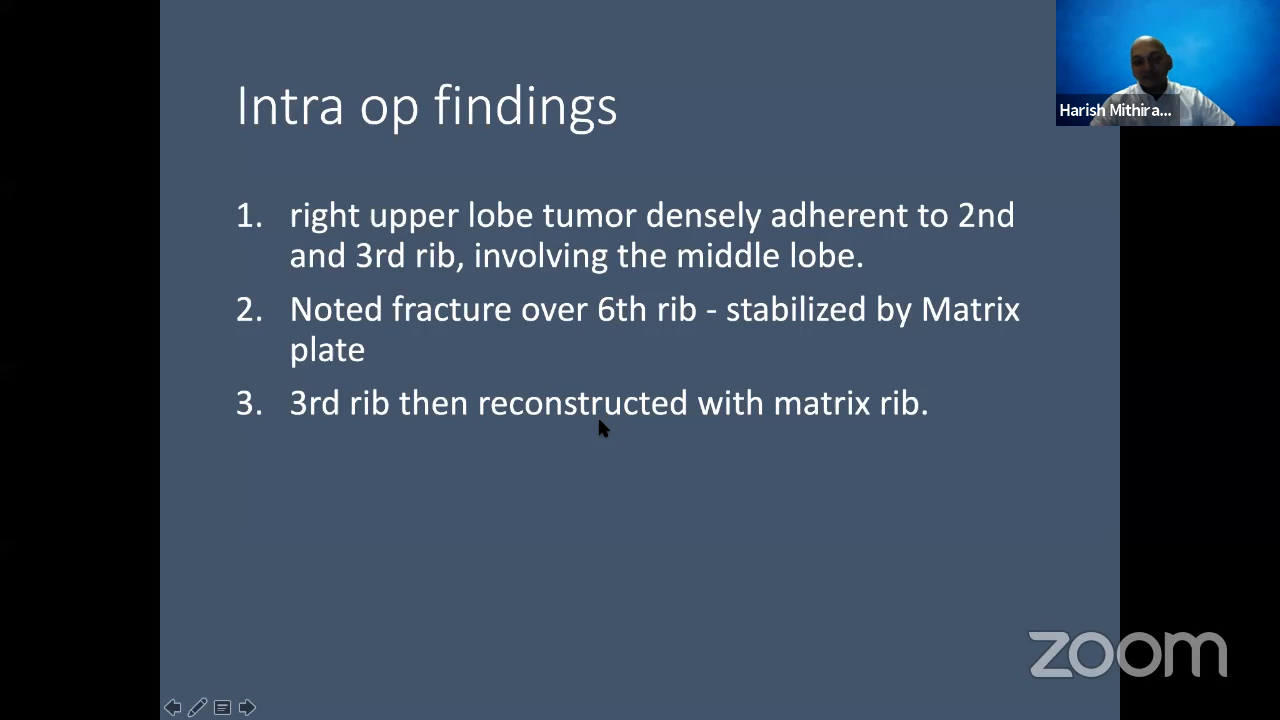 Intra op findings
Harish Mithira...
1. right upper lobe tumor densely adherent to 2nd
and 3rd rib, involving the middle lobe.
2. Noted fracture over 6th rib - stabilized by Matrix
plate
3. 3rd rib then reconstructed with matrix rib.
zoom